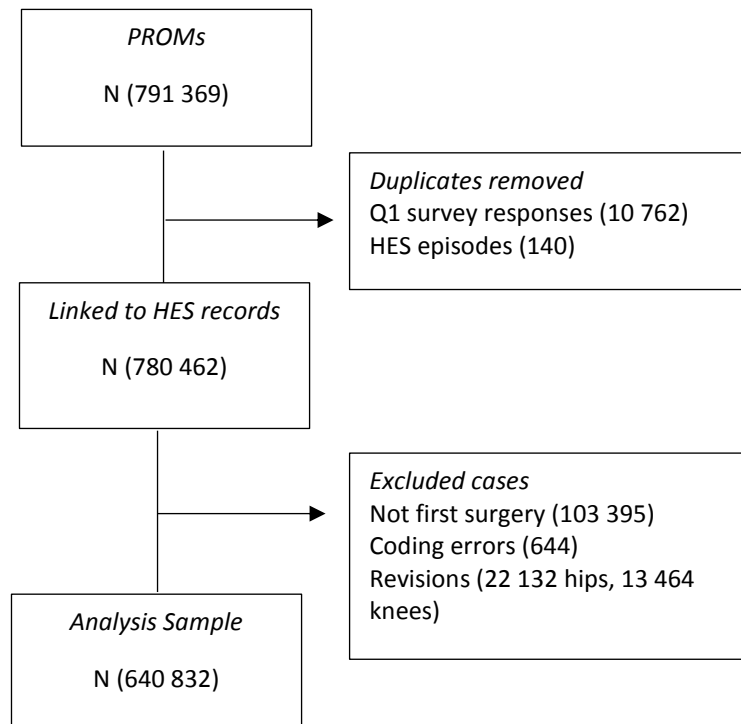 PROMs
N (791 369)
Duplicates removed
Q1 survey responses (10 762)
HES episodes (140)
Linked to HES records
N (780 462)
Excluded cases
Not first surgery (103 395)
Coding errors (644)
Revisions (22 132 hips, 13 464
knees)
Analysis Sample
N (640 832)